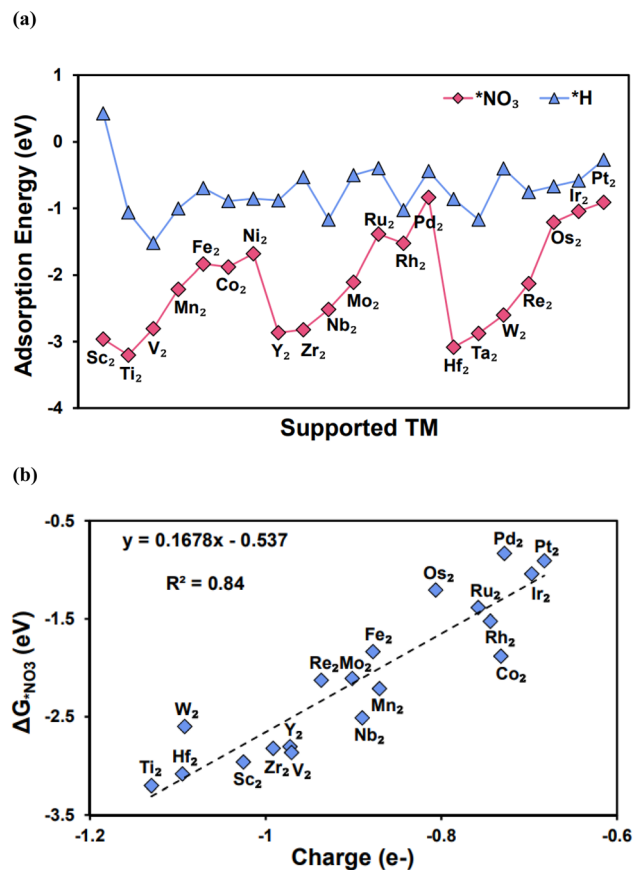 (a)
Adsorption Energy (eV)
1
0
-1
-2
-3
-4
*NO₃
*H
Sc₂
Ti₂
V₂
Mn₂
Fe₂
Co₂
Ni₂
Y₂
Zr₂
Nb₂
Mo₂
Ru₂
Rh₂
Pd₂
Hf₂
Ta₂
W₂
Re₂
Os₂
Ir₂
Pt₂
Supported TM
(b)
ΔG*NO3 (eV)
-0.5
-1.5
-2.5
-3.5
y = 0.1678x - 0.537
R² = 0.84
Ti₂
Hf₂
W₂
Sc₂
Zr₂
Y₂
V₂
Re₂
Mo₂
Nb₂
Fe₂
Mn₂
Os₂
Ru₂
Rh₂
Co₂
Pd₂
Ir₂
Pt₂
-1.2
-1
-0.8
-0.6
Charge (e-)